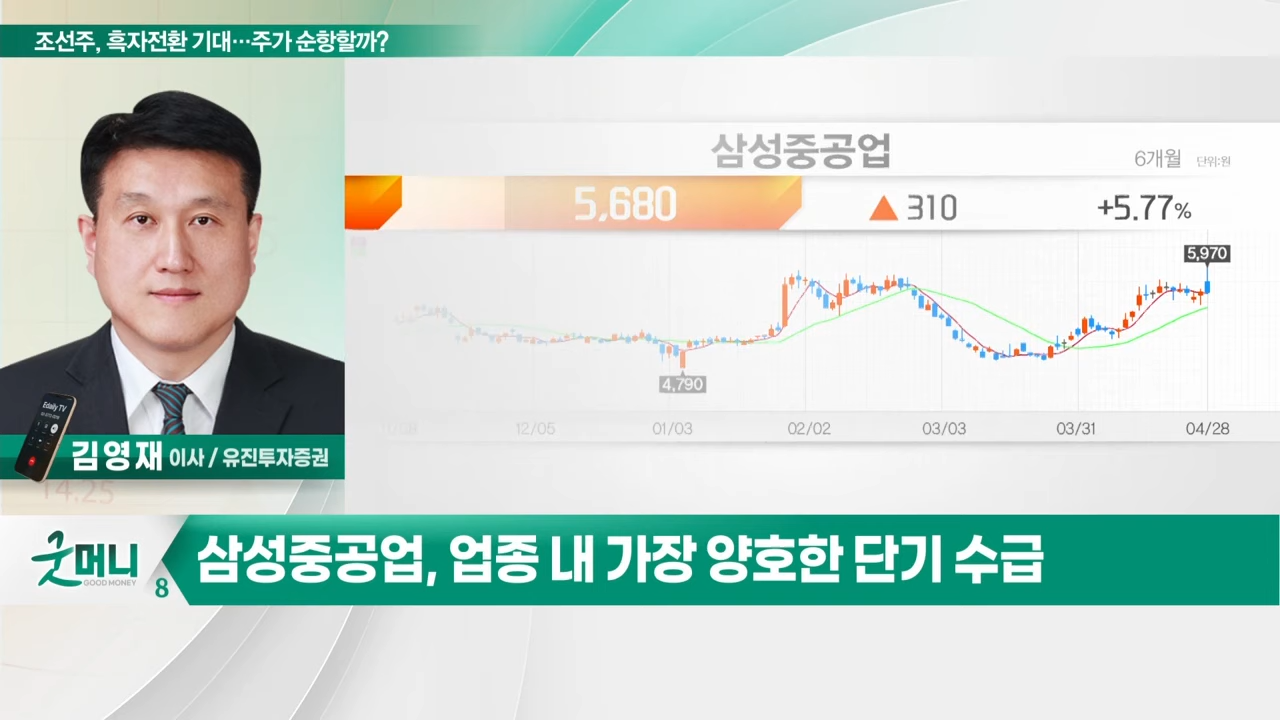 조선주, 흑자전환 기대…주가 순항할까?
삼성중공업
6개월 단위:원
5,680 ▲310 +5.77%
5,970
4,790
12/05 01/03 02/02 03/03 03/31 04/28
Edaily TV
김영재 이사 / 유진투자증권
14.25
굿머니
GOOD MONEY
8
삼성중공업, 업종 내 가장 양호한 단기 수급